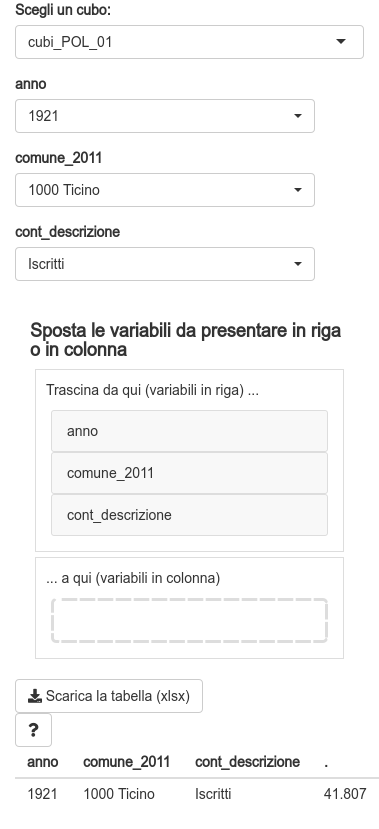 Scegli un cubo:
cubi_POL_01
anno
1921
comune_2011
1000 Ticino
cont_descrizione
Iscritti
Sposta le variabili da presentare in riga
o in colonna
Trascina da qui (variabili in riga) ...
anno
comune_2011
cont_descrizione
... a qui (variabili in colonna)
Scarica la tabella (xlsx)
?
anno comune_2011 cont_descrizione .
1921 1000 Ticino Iscritti 41.807